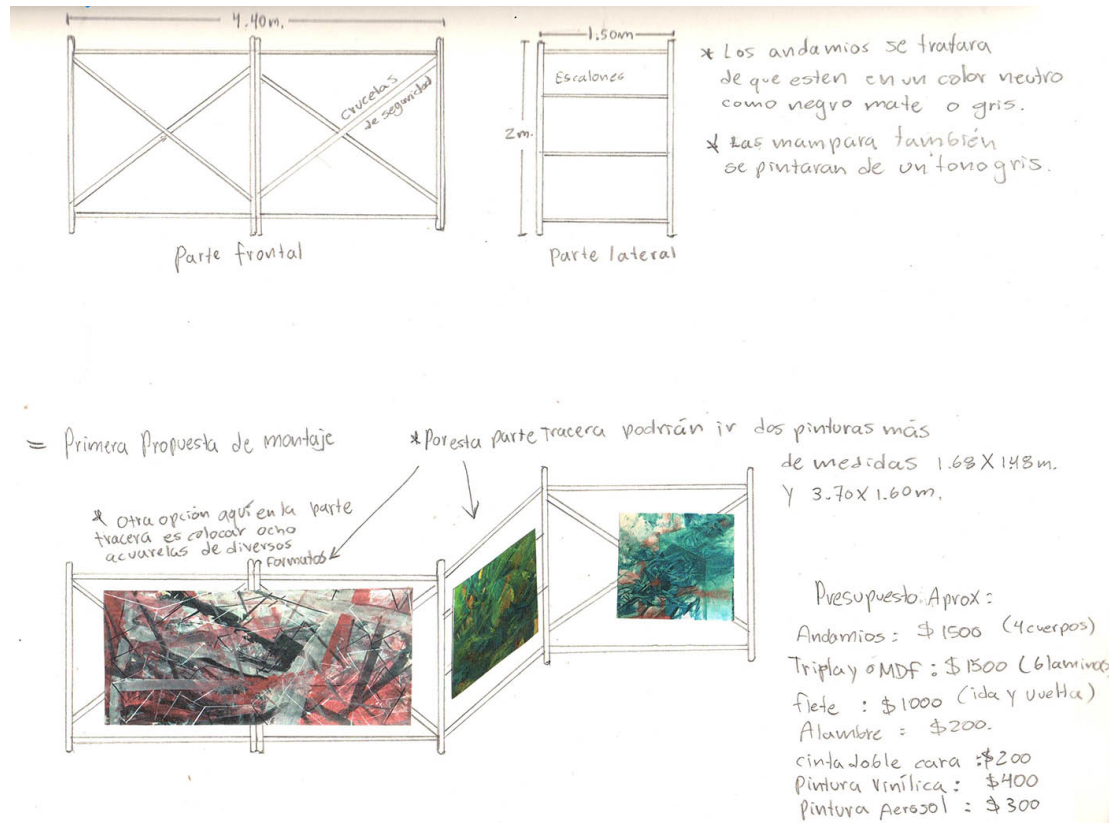 4.40m.
crucetas
de seguridad
Parte frontal
1.50m
Escalones
2m.
Parte lateral
* Los andamios se tratara
de que esten en un color neutro
como negro mate o gris.
* Las mampara también
se pintaran de un tono gris.
= Primera Propuesta de montaje
* Por esta parte tracera podrián ir dos pinturas más
de medidas 1.68 X 1.48 m.
y 3.70 X 1.60 m.
* otra opción aquí en la parte
tracera es colocar ocho
acuarelas de diversos
formatos
Presupuesto Aprox:
Andamios: $1500 (4 cuerpos)
Triplay o MDF: $1500 (6 laminas)
flete : $1000 (ida y vuelta)
Alambre : $200.
cinta doble cara :$200
Pintura Vinílica: $400
Pintura Aerosol : $300